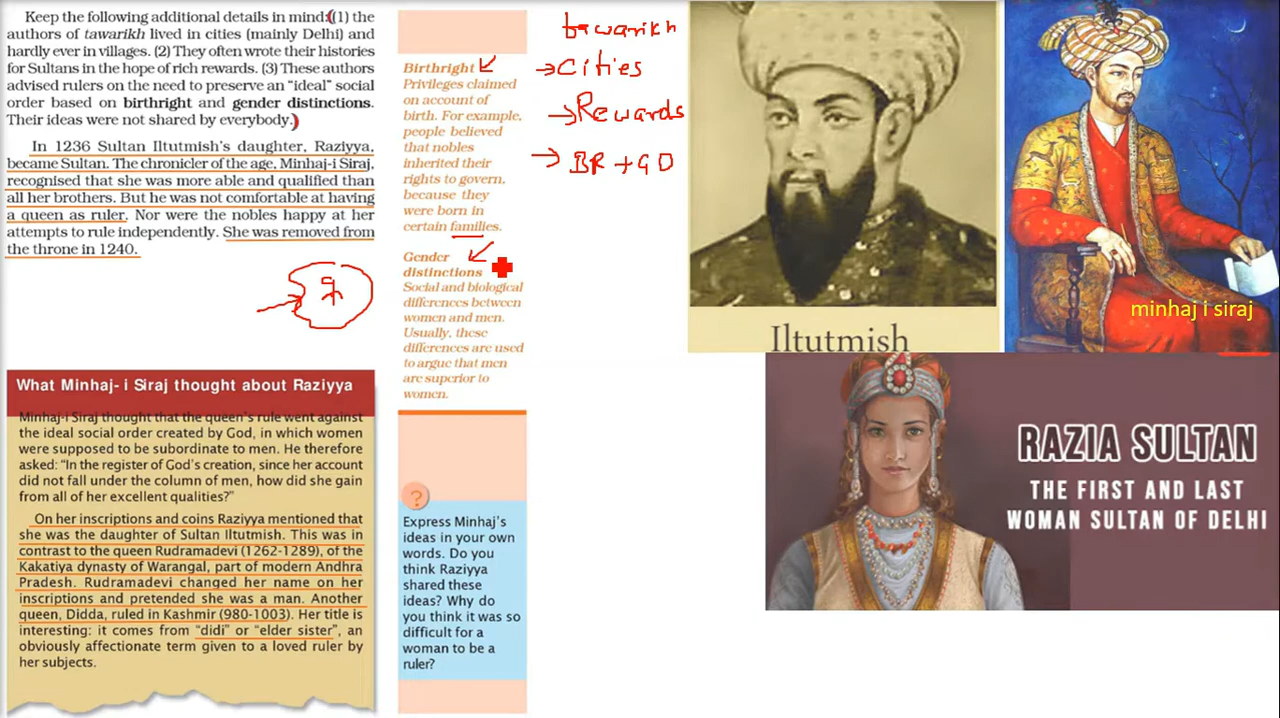 Keep the following additional details in mind: (1) the
authors of tawarikh lived in cities (mainly Delhi) and
hardly ever in villages. (2) They often wrote their histories
for Sultans in the hope of rich rewards. (3) These authors
advised rulers on the need to preserve an “ideal” social
order based on birthright and gender distinctions.
Their ideas were not shared by everybody.
In 1236 Sultan Iltutmish's daughter, Raziyya,
became Sultan. The chronicler of the age, Minhaj-i Siraj,
recognised that she was more able and qualified than
all her brothers. But he was not comfortable at having
a queen as ruler. Nor were the nobles happy at her
attempts to rule independently. She was removed from
the throne in 1240.
What Minhaj- i Siraj thought about Raziyya
Minhaj-i Siraj thought that the queen's rule went against
the ideal social order created by God, in which women
were supposed to be subordinate to men. He therefore
asked: “In the register of God's creation, since her account
did not fall under the column of men, how did she gain
from all of her excellent qualities?”
On her inscriptions and coins Raziyya mentioned that
she was the daughter of Sultan Iltutmish. This was in
contrast to the queen Rudramadevi (1262-1289), of the
Kakatiya dynasty of Warangal, part of modern Andhra
Pradesh. Rudramadevi changed her name on her
inscriptions and pretended she was a man. Another
queen, Didda, ruled in Kashmir (980-1003). Her title is
interesting: it comes from “didi” or “elder sister”, an
obviously affectionate term given to a loved ruler by
her subjects.
Birthright
Privileges claimed
on account of
birth. For example,
people believed
that nobles
inherited their
rights to govern,
because they
were born in
certain families.
Gender
distinctions
Social and biological
differences between
women and men.
Usually, these
differences are used
to argue that men
are superior to
women.
?
Express Minhaj's
ideas in your own
words. Do you
think Raziyya
shared these
ideas? Why do
you think it was so
difficult for a
woman to be a
ruler?
tawarikh
→ Cities
→ Rewards
→ BR + GD
Iltutmish
minhaj i siraj
RAZIA SULTAN
THE FIRST AND LAST
WOMAN SULTAN OF DELHI